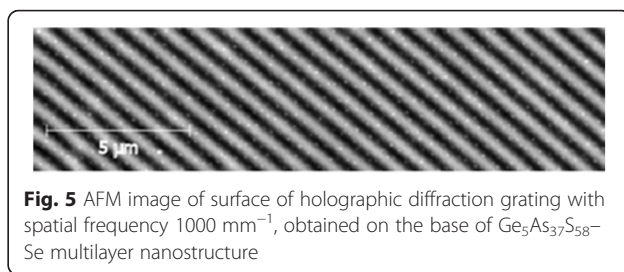 5 µm
Fig. 5 AFM image of surface of holographic diffraction grating with
spatial frequency 1000 mm⁻¹, obtained on the base of Ge₅As₃₇S₅₈–
Se multilayer nanostructure